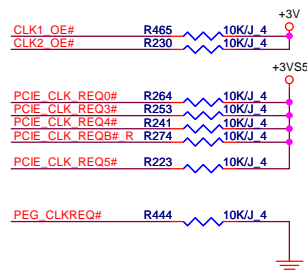 +3V
CLK1_OE# R465 10K/J_4
CLK2_OE# R230 10K/J_4
+3VS5
PCIE_CLK_REQ0# R264 10K/J_4
PCIE_CLK_REQ3# R253 10K/J_4
PCIE_CLK_REQ4# R241 10K/J_4
PCIE_CLK_REQB#_R R274 10K/J_4
PCIE_CLK_REQ5# R223 10K/J_4
PEG_CLKREQ# R444 10K/J_4